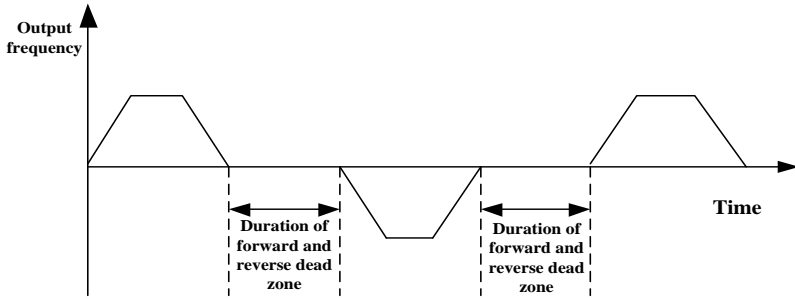 Output
frequency
Duration of
forward and
reverse dead
zone
Duration of
forward and
reverse dead
zone
Time